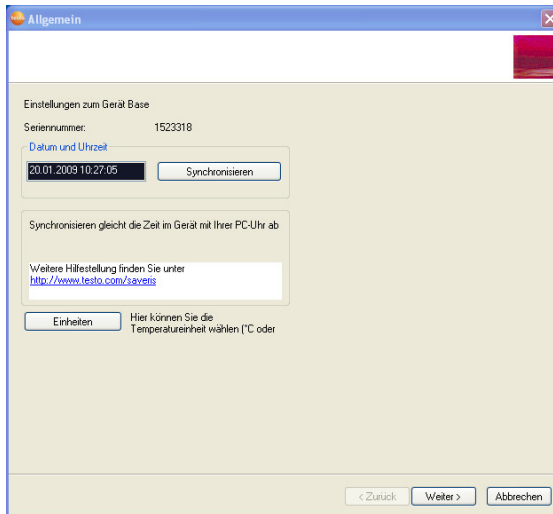 Allgemein
Einstellungen zum Gerät Base
Seriennummer: 1523318
Datum und Uhrzeit
20.01.2009 10:27:05 Synchronisieren
Synchronisieren gleicht die Zeit im Gerät mit Ihrer PC-Uhr ab
Weitere Hilfestellung finden Sie unter
http://www.testo.com/saveris
Einheiten
Hier können Sie die
Temperatureinheit wählen (°C oder
< Zurück Weiter > Abbrechen